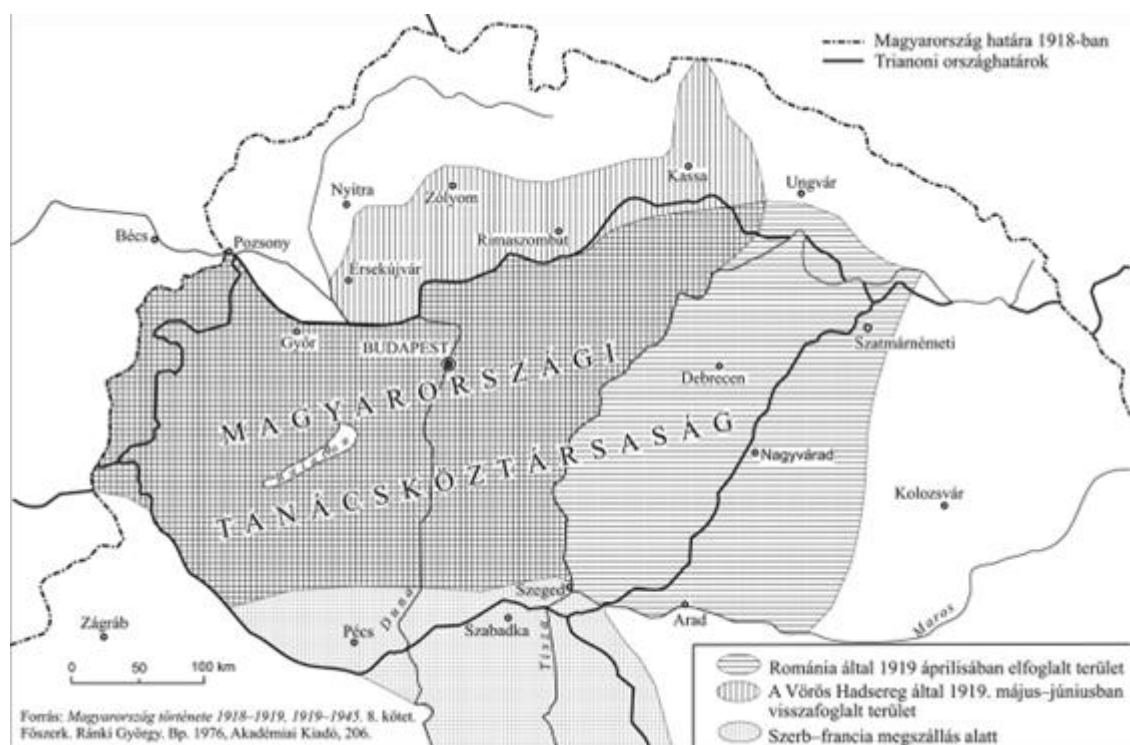 Magyarország határa 1918-ban
Trianoni országhatárok
Kassa
Ungvár
Nyitra
Zólyom
Rimaszombat
Bécs
Pozsony
Érsekújvár
Győr
BUDAPEST
Szatmárnémeti
Debrecen
MAGYARORSZÁGI
TANÁCSKÖZTÁRSASÁG
Nagyvárad
Kolozsvár
Szeged
Duna
Arad
Maros
Zágráb
Pécs
Szabadka
Tisza
0 50 100 km
Románia által 1919 áprilisában elfoglalt terület
A Vörös Hadsereg által 1919. május–júniusban
visszafoglalt terület
Szerb–francia megszállás alatt
Forrás: Magyarország története 1918–1919, 1919–1945. 8. kötet.
Főszerk. Ránki György. Bp. 1976, Akadémiai Kiadó, 206.